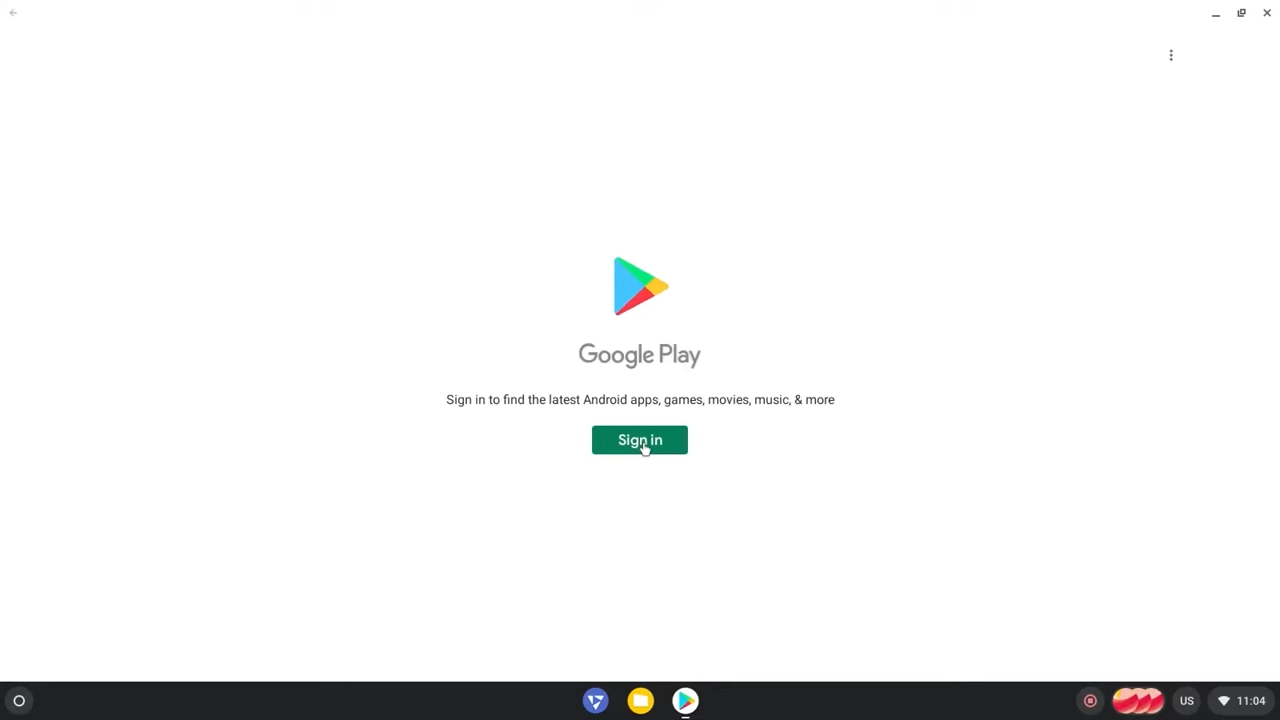 Google Play
Sign in to find the latest Android apps, games, movies, music, & more
Sign in
US
11:04